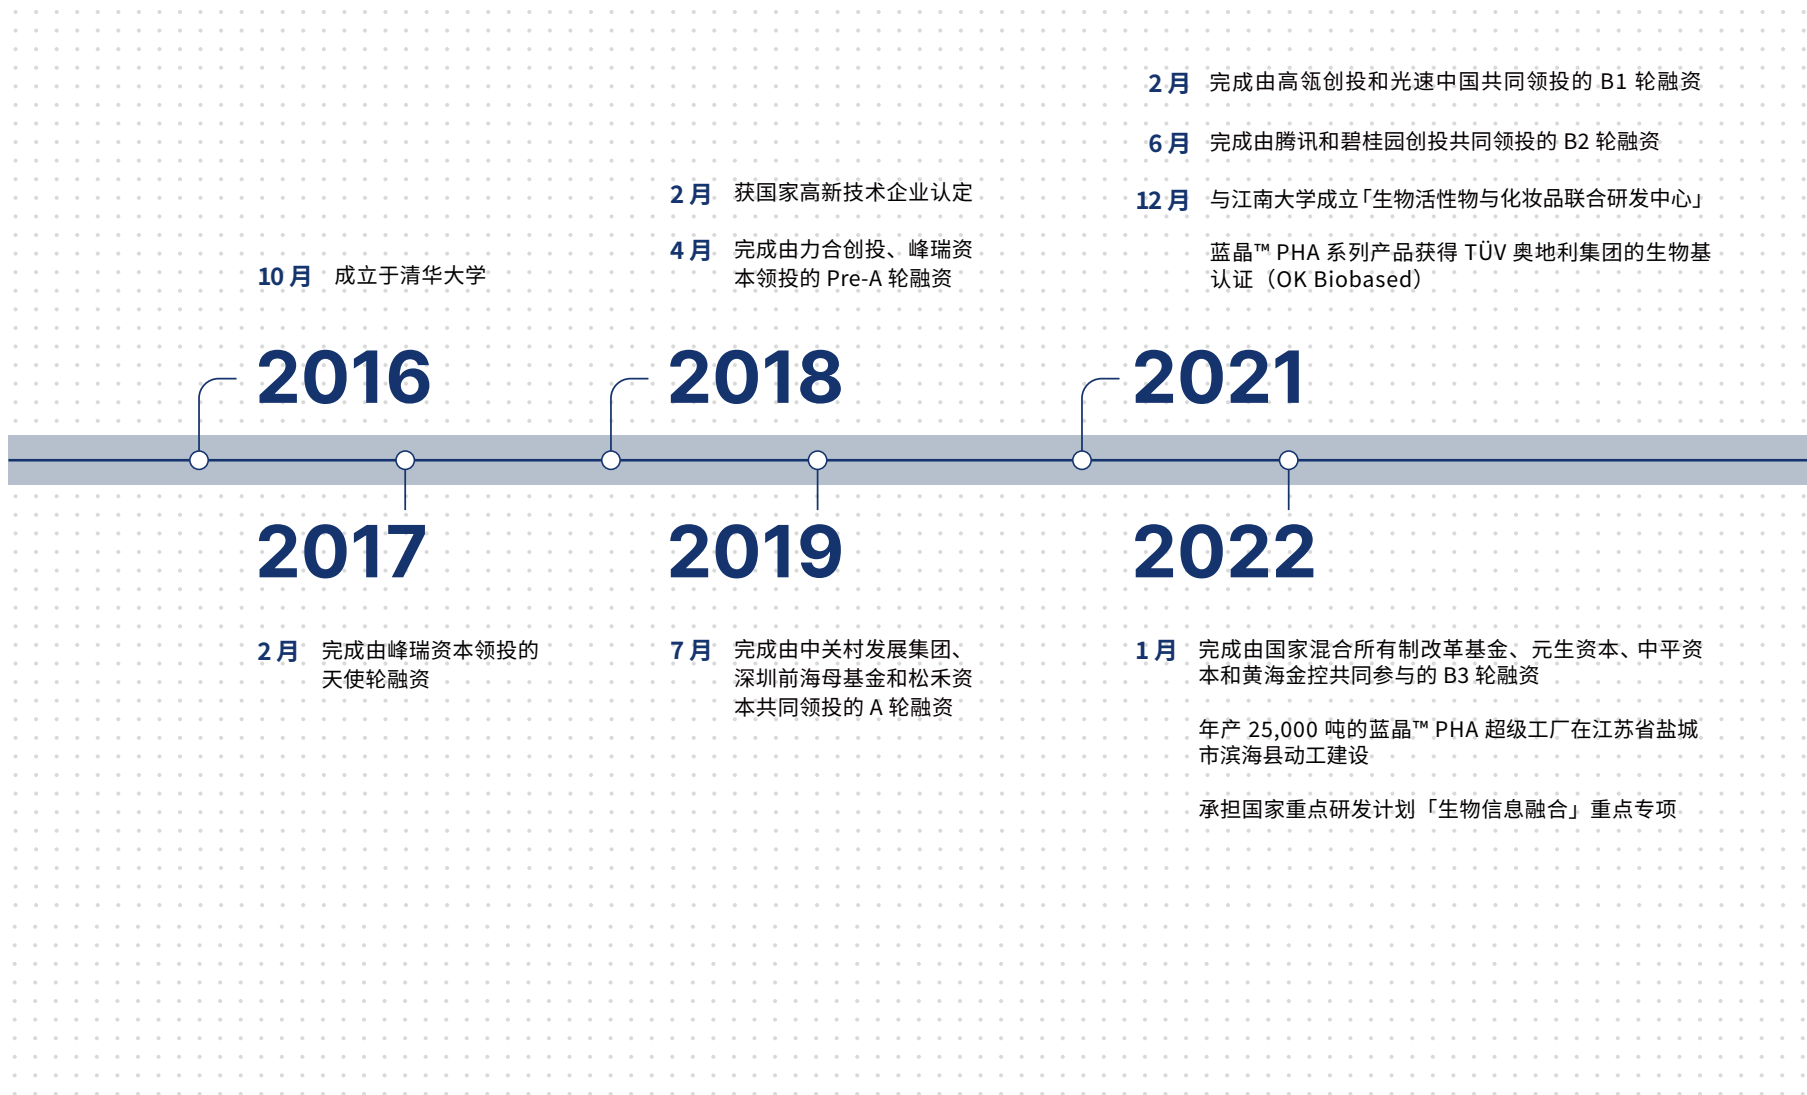 2016
10 月 成立于清华大学
2017
2 月 完成由峰瑞资本领投的
天使轮融资
2018
2 月 获国家高新技术企业认定
4 月 完成由力合创投、峰瑞资
本领投的 Pre-A 轮融资
2019
7 月 完成由中关村发展集团、
深圳前海母基金和松禾资
本共同领投的 A 轮融资
2021
2 月 完成由高瓴创投和光速中国共同领投的 B1 轮融资
6 月 完成由腾讯和碧桂园创投共同领投的 B2 轮融资
12 月 与江南大学成立「生物活性物与化妆品联合研发中心」
蓝晶™ PHA 系列产品获得 TÜV 奥地利集团的生物基
认证（OK Biobased）
2022
1 月 完成由国家混合所有制改革基金、元生资本、中平资
本和黄海金控共同参与的 B3 轮融资
年产 25,000 吨的蓝晶™ PHA 超级工厂在江苏省盐城
市滨海县动工建设
承担国家重点研发计划「生物信息融合」重点专项